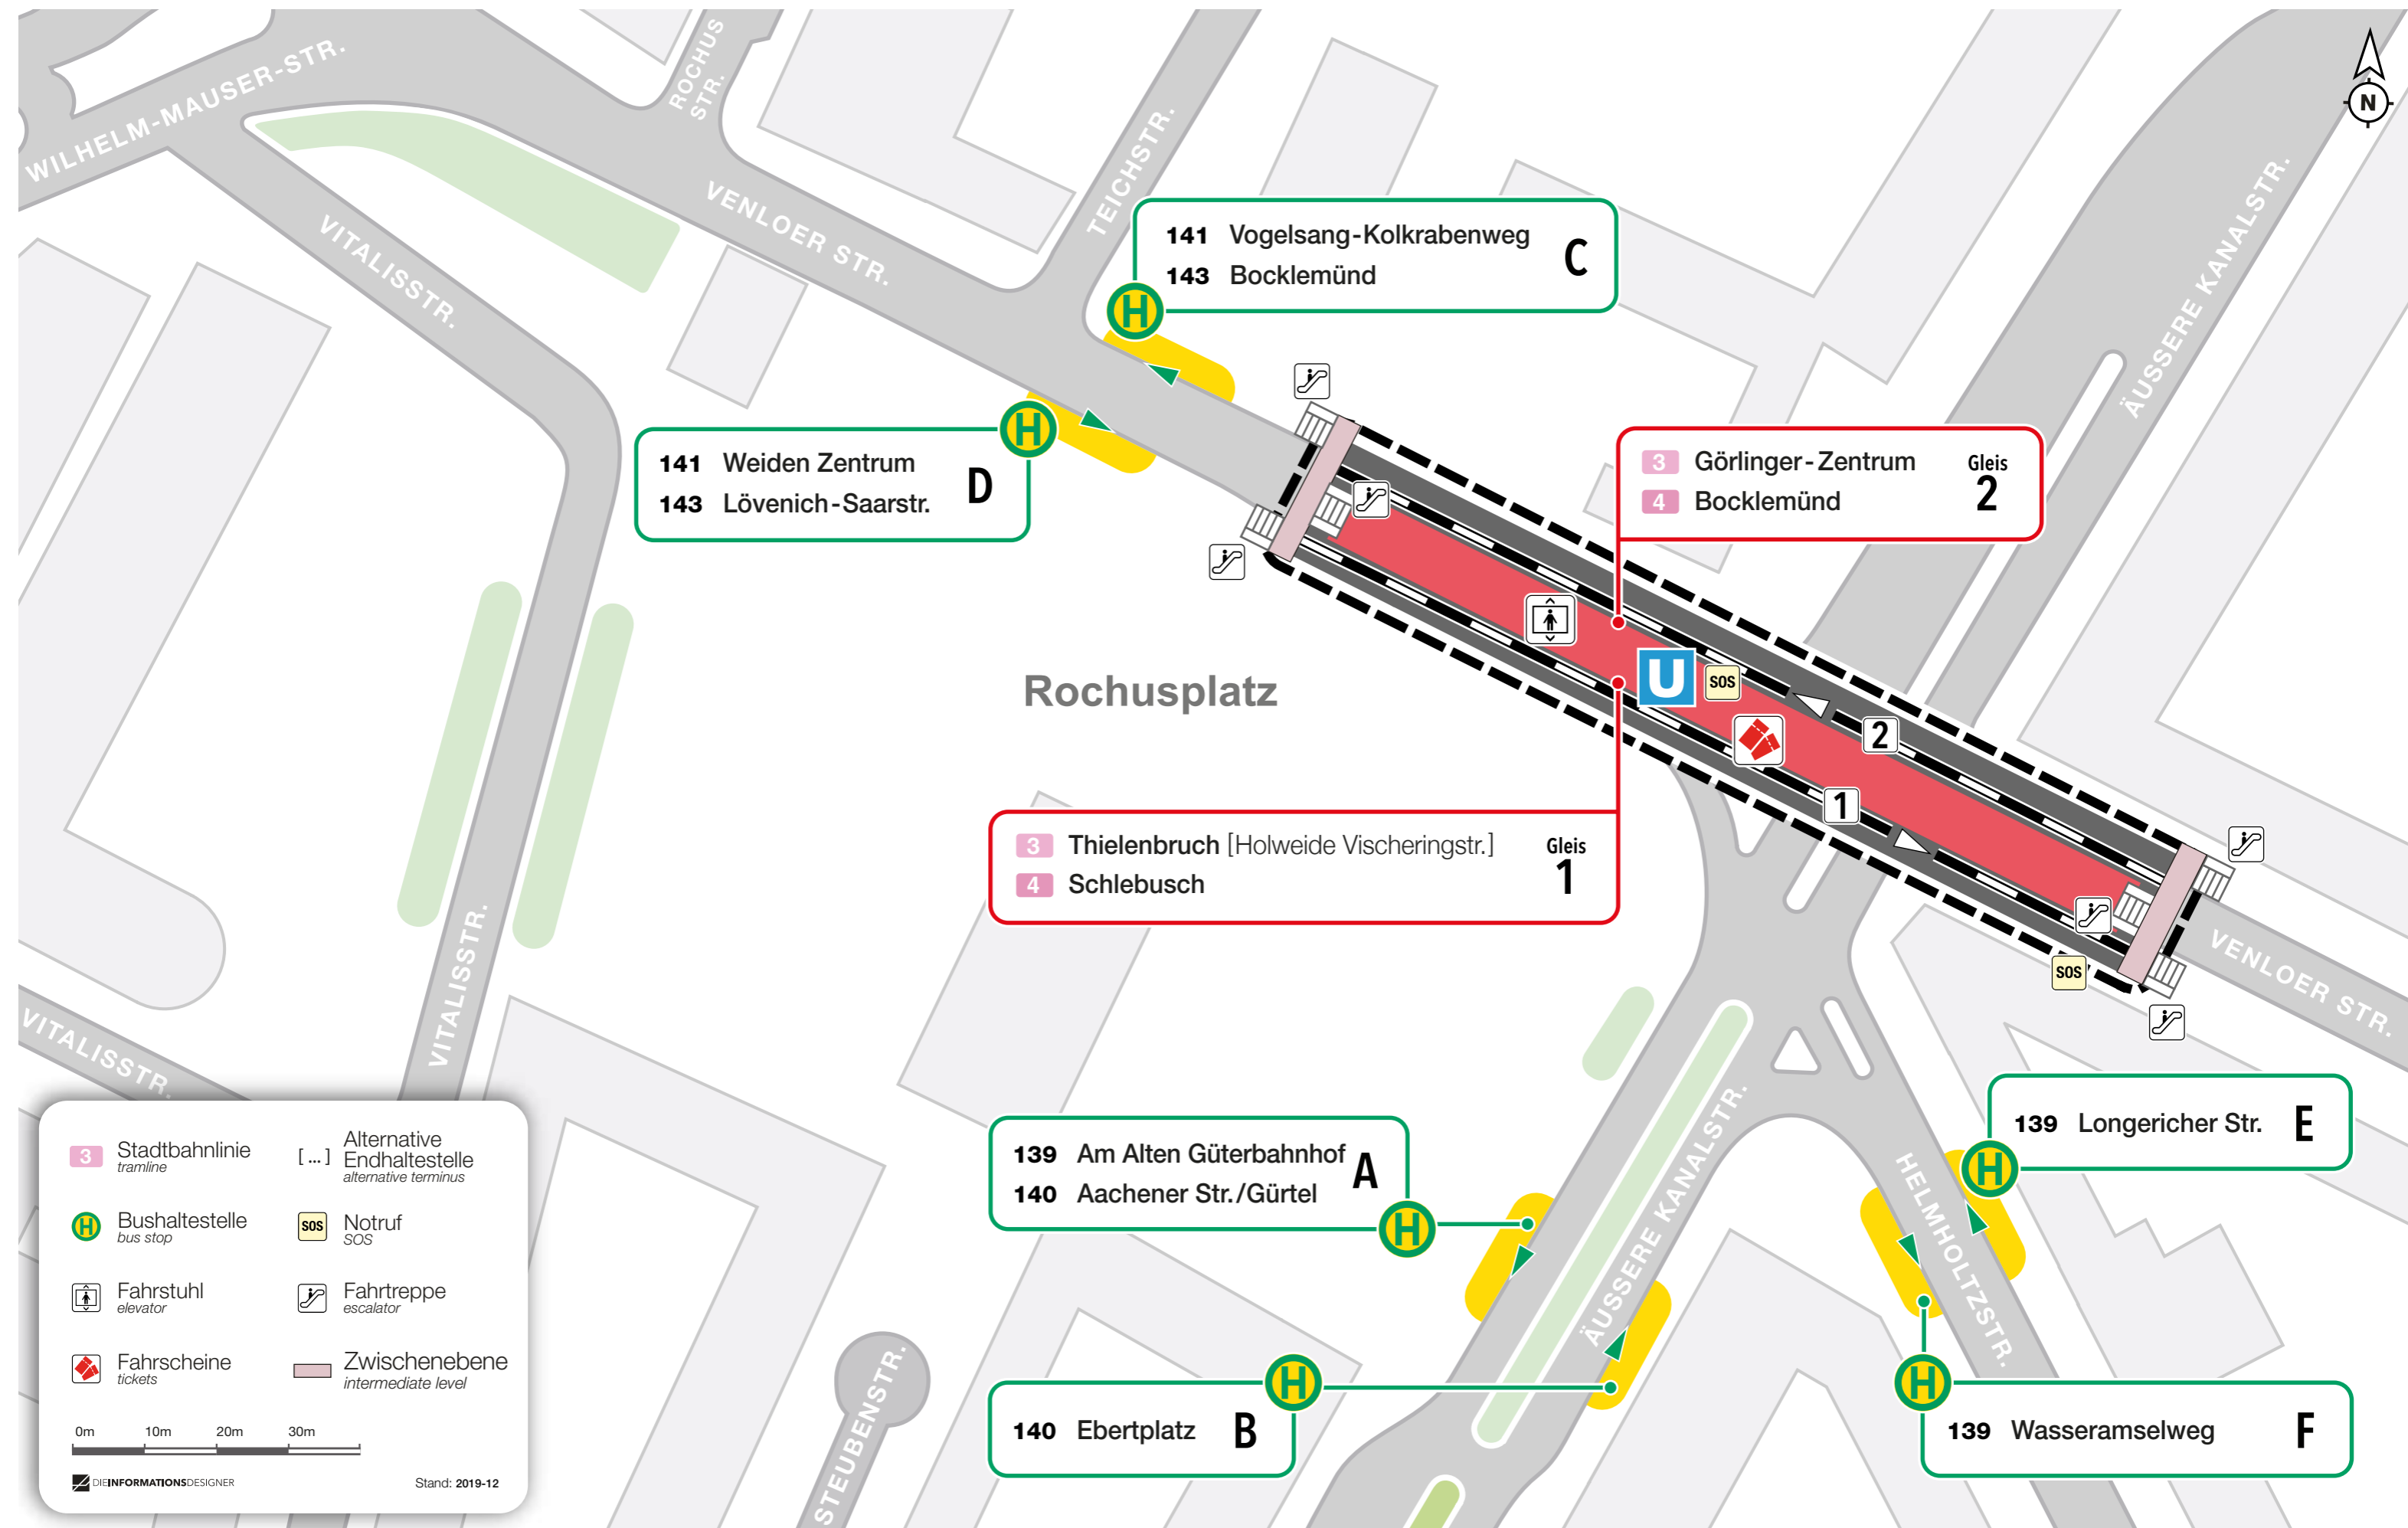 WILHELM-MAUSER-STR.
ROCHUS
STR.
VENLOER STR.
TEICHSTR.
ÄUSSERE KANALSTR.
N
VITALISSTR.
141 Vogelsang-Kolkrabenweg
143 Bocklemünd
C
H
H
141 Weiden Zentrum
143 Lövenich-Saarstr.
D
3 Görlinger-Zentrum
4 Bocklemünd
Gleis
2
Rochusplatz
U
SOS
2
1
3 Thielenbruch [Holweide Vischeringstr.]
4 Schlebusch
Gleis
1
SOS
VENLOER STR.
VITALISSTR.
VITALISSTR.
139 Am Alten Güterbahnhof
140 Aachener Str./Gürtel
A
H
ÄUSSERE KANALSTR.
139 Longericher Str.
E
H
HELMHOLTZSTR.
H
140 Ebertplatz
B
H
139 Wasseramselweg
F
STEUBENSTR.
3 Stadtbahnlinie
tramline
[ ... ] Alternative
Endhaltestelle
alternative terminus
H Bushaltestelle
bus stop
SOS Notruf
SOS
Fahrstuhl
elevator
Fahrtreppe
escalator
Fahrscheine
tickets
Zwischenebene
intermediate level
0m 10m 20m 30m
DIEINFORMATIONSDESIGNER
Stand: 2019-12